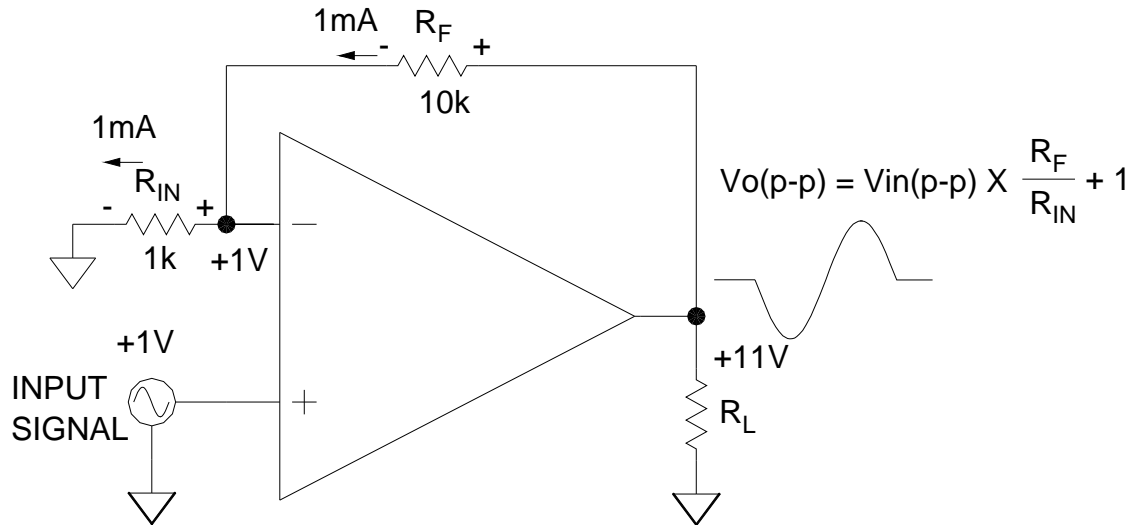 1mA
- R_F +
10k
1mA
R_IN
- +
1k
+1V
−
+1V
INPUT
SIGNAL
+
Vo(p-p) = Vin(p-p) X R_F/R_IN + 1
+11V
R_L